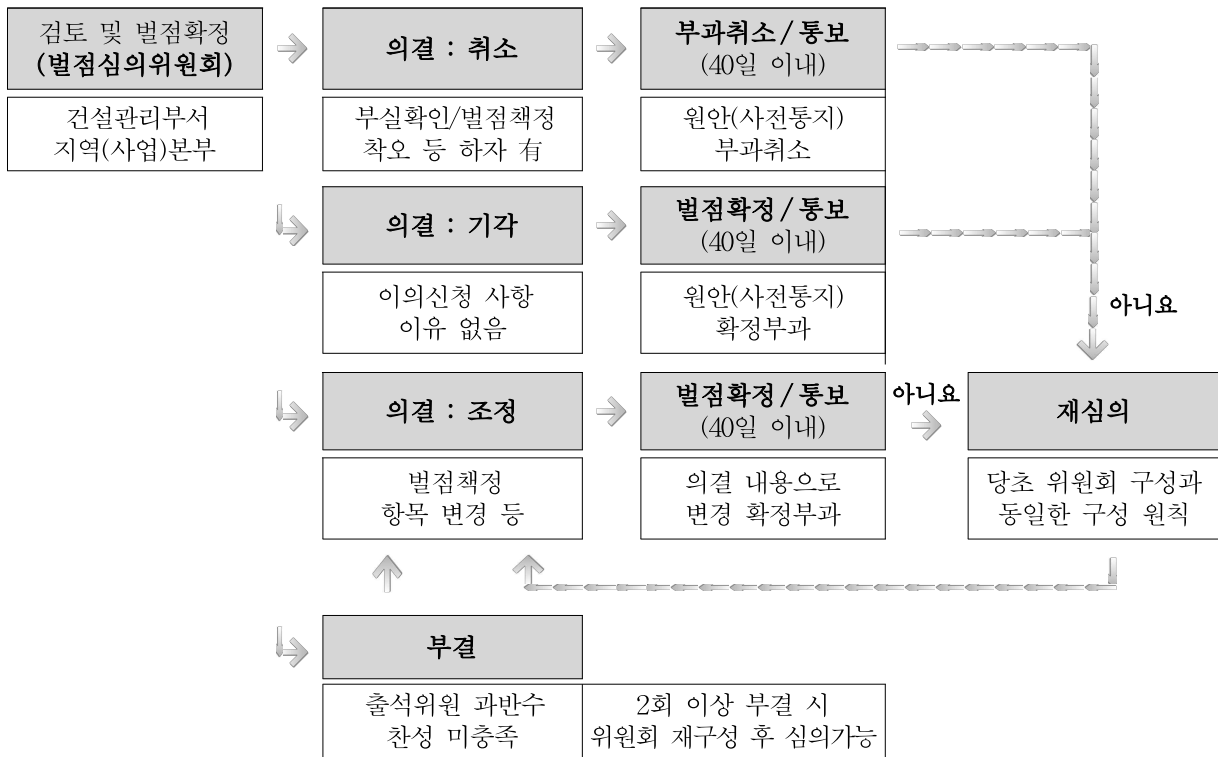 검토 및 벌점확정
(벌점심의위원회)
건설관리부서
지역(사업)본부
의결 : 취소
부실확인/벌점책정
착오 등 하자 有
부과취소 / 통보
(40일 이내)
원안(사전통지)
부과취소
의결 : 기각
이의신청 사항
이유 없음
벌점확정 / 통보
(40일 이내)
원안(사전통지)
확정부과
아니요
의결 : 조정
벌점책정
항목 변경 등
벌점확정 / 통보
(40일 이내)
의결 내용으로
변경 확정부과
아니요
재심의
당초 위원회 구성과
동일한 구성 원칙
부결
출석위원 과반수
찬성 미충족
2회 이상 부결 시
위원회 재구성 후 심의가능